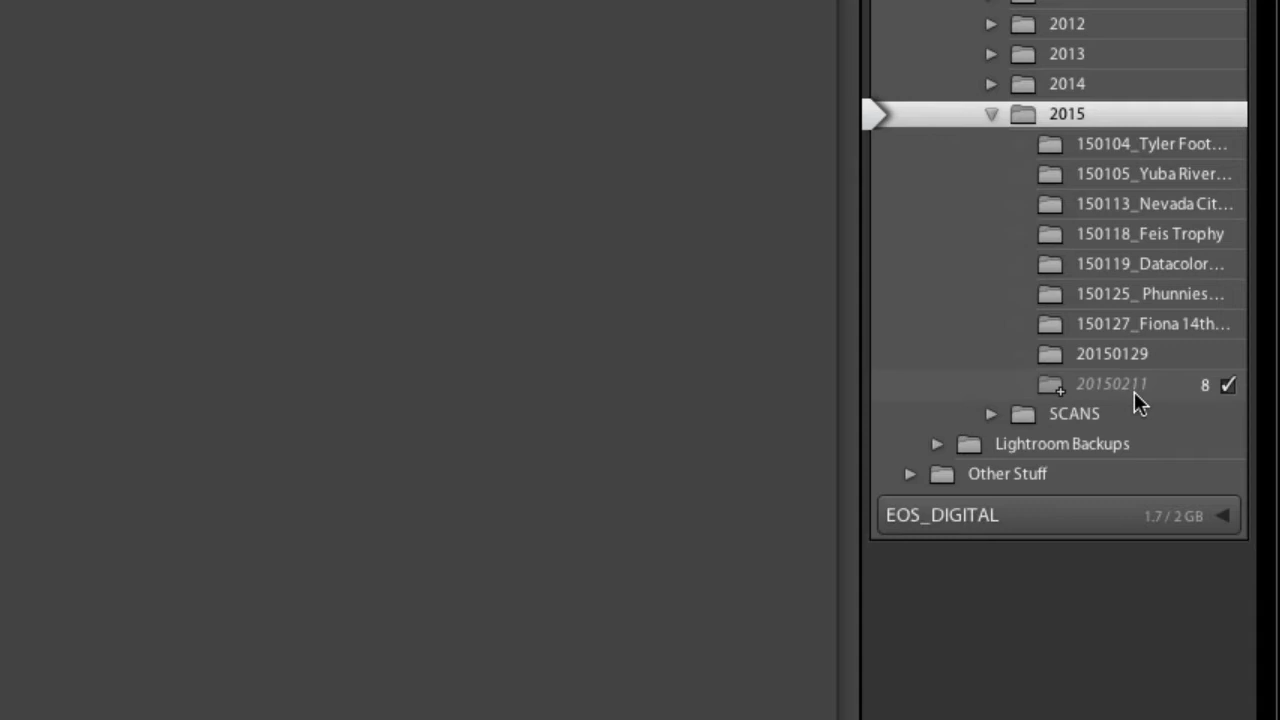 2012
2013
2014
2015
150104_Tyler Foot...
150105_Yuba River...
150113_Nevada Cit...
150118_Feis Trophy
150119_Datacolor...
150125_ Phunnies...
150127_Fiona 14th...
20150129
20150211 8
SCANS
Lightroom Backups
Other Stuff
EOS_DIGITAL 1.7 / 2 GB